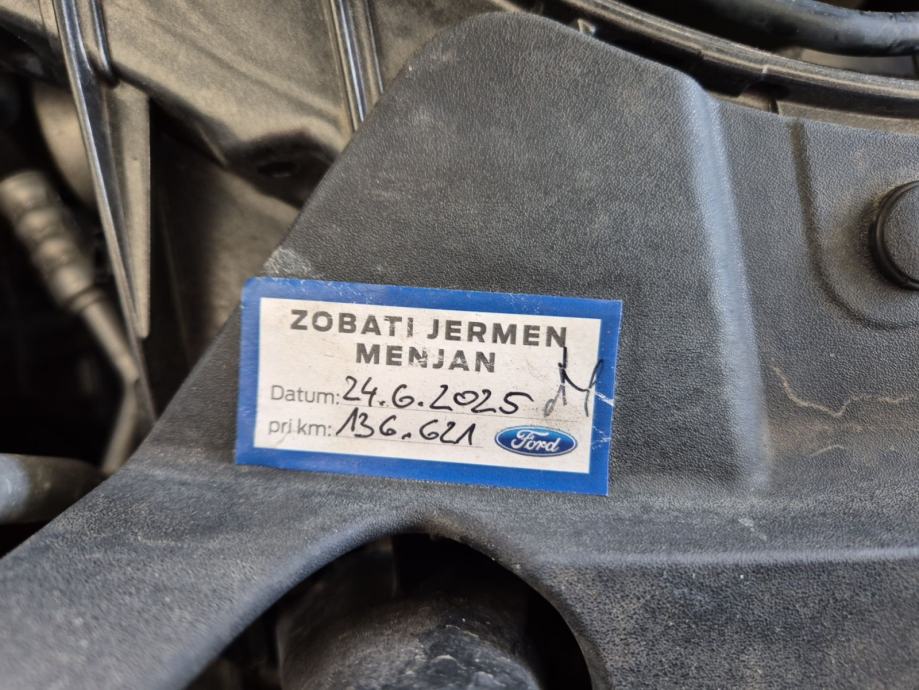 ZOBATI JERMEN
MENJAN
Datum: 24.6.2025
pri km: 136.621
Ford